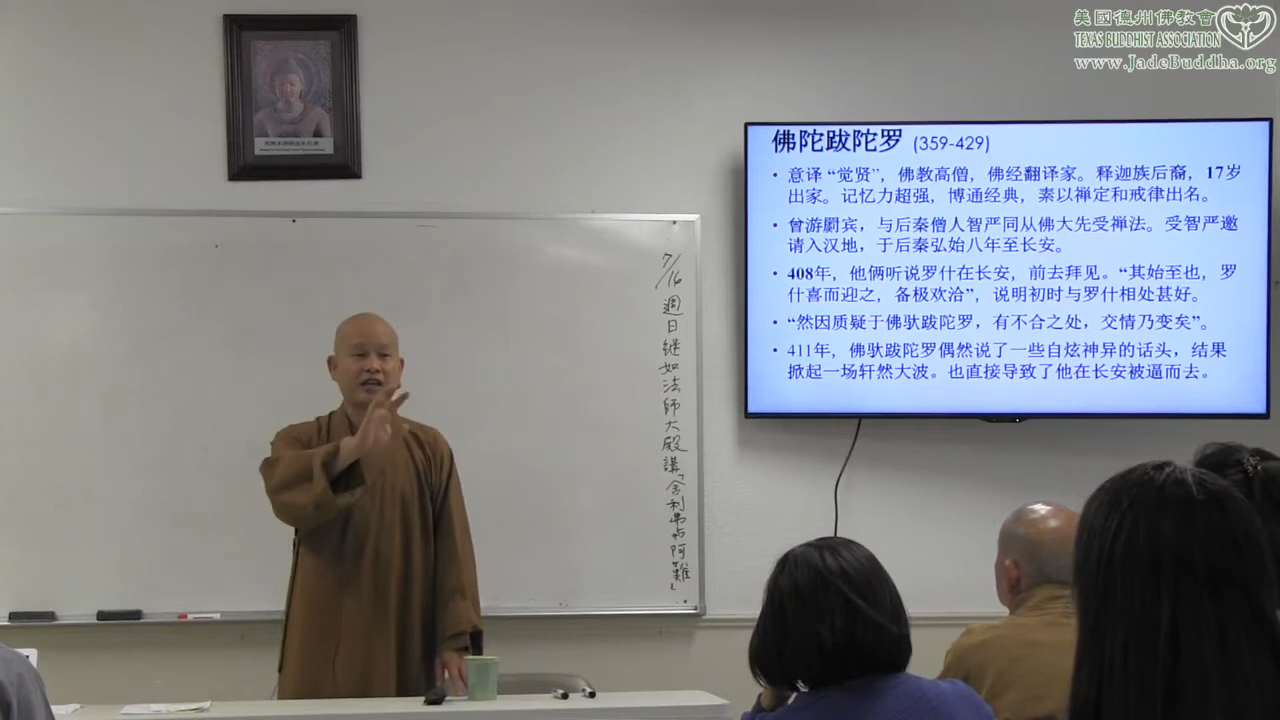 美國德州佛教會
TEXAS BUDDHIST ASSOCIATION
www.JadeBuddha.org
佛陀跋陀罗 (359-429)
• 意译 “觉贤”，佛教高僧，佛经翻译家。释迦族后裔，17岁
出家。记忆力超强，博通经典，素以禅定和戒律出名。
• 曾游罽宾，与后秦僧人智严同从佛大先受禅法。受智严邀
请入汉地，于后秦弘始八年至长安。
• 408年，他俩听说罗什在长安，前去拜见。“其始至也，罗
什喜而迎之，备极欢洽”，说明初时与罗什相处甚好。
• “然因质疑于佛驮跋陀罗，有不合之处，交情乃变矣”。
• 411年，佛驮跋陀罗偶然说了一些自炫神异的话头，结果
掀起一场轩然大波。也直接导致了他在长安被逼而去。
7/16 週日继如法師大殿講「舍利弗与阿難」